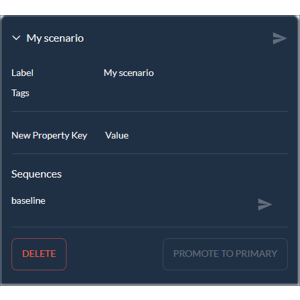 My scenario
Label My scenario
Tags
New Property Key Value
Sequences
baseline
DELETE PROMOTE TO PRIMARY